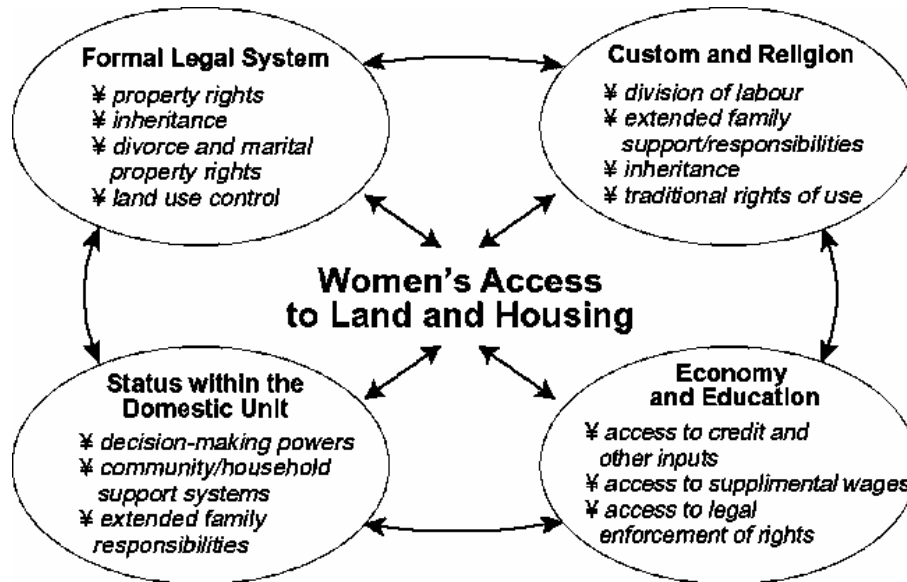 Formal Legal System
¥ property rights
¥ inheritance
¥ divorce and marital
property rights
¥ land use control
Custom and Religion
¥ division of labour
¥ extended family
support/responsibilities
¥ inheritance
¥ traditional rights of use
Women's Access
to Land and Housing
Status within the
Domestic Unit
¥ decision-making powers
¥ community/household
support systems
¥ extended family
responsibilities
Economy
and Education
¥ access to credit and
other inputs
¥ access to supplimental wages
¥ access to legal
enforcement of rights